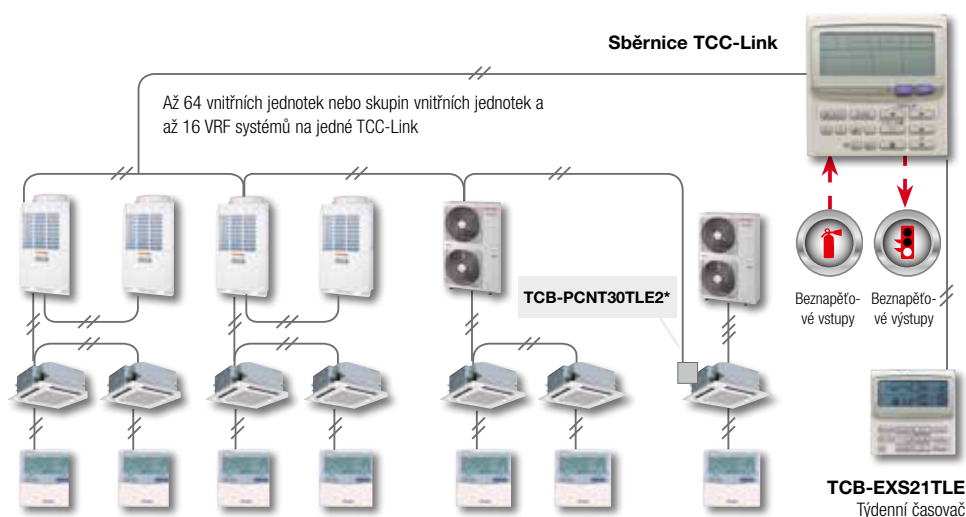 Sběrnice TCC-Link
Až 64 vnitřních jednotek nebo skupin vnitřních jednotek a
až 16 VRF systémů na jedné TCC-Link
TCB-PCNT30TLE2*
Beznapěťo-
vé vstupy
Beznapěťo-
vé výstupy
TCB-EXS21TLE
Týdenní časovač